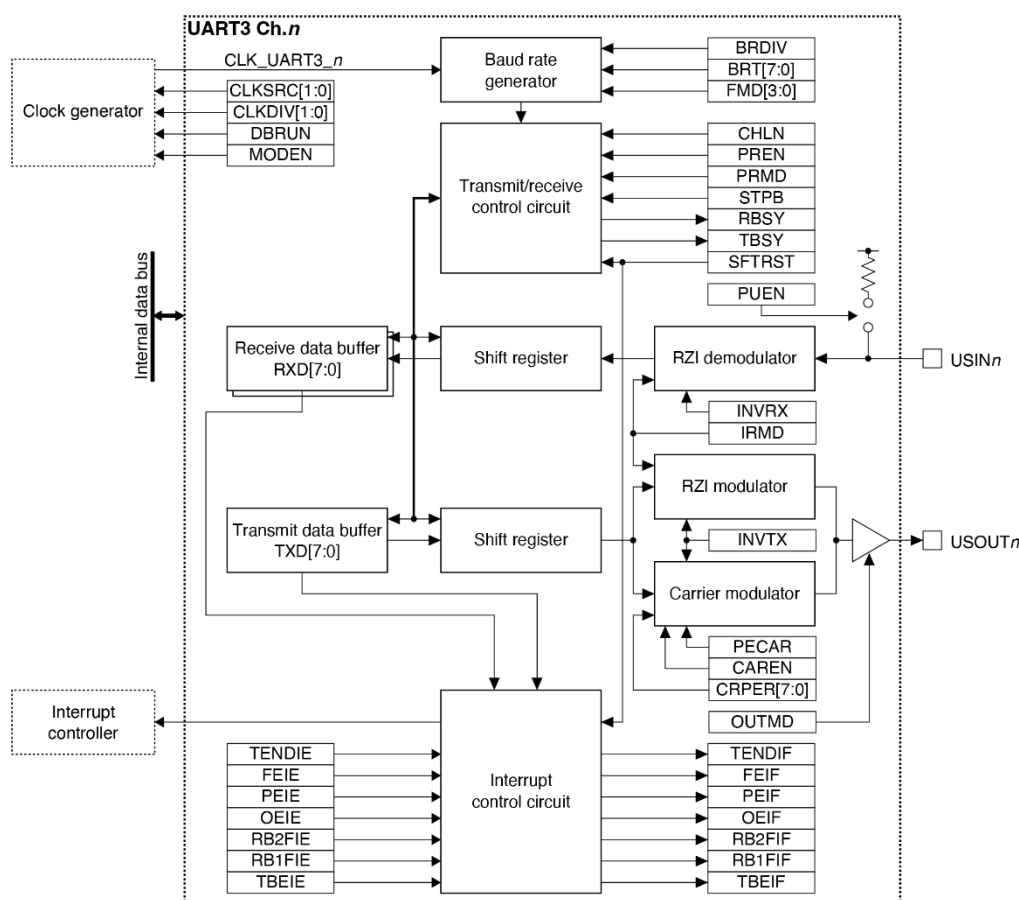 UART3 Ch.n
CLK_UART3_n
Clock generator
CLKSRC[1:0]
CLKDIV[1:0]
DBRUN
MODEN
Baud rate
generator
BRDIV
BRT[7:0]
FMD[3:0]
Transmit/receive
control circuit
CHLN
PREN
PRMD
STPB
RBSY
TBSY
SFTRST
PUEN
Internal data bus
Receive data buffer
RXD[7:0]
Shift register
RZI demodulator
USINn
INVRX
IRMD
RZI modulator
Transmit data buffer
TXD[7:0]
Shift register
INVTX
USOUTn
Carrier modulator
PECAR
CAREN
CRPER[7:0]
OUTMD
Interrupt
controller
Interrupt
control circuit
TENDIE
FEIE
PEIE
OEIE
RB2FIE
RB1FIE
TBEIE
TENDIF
FEIF
PEIF
OEIF
RB2FIF
RB1FIF
TBEIF